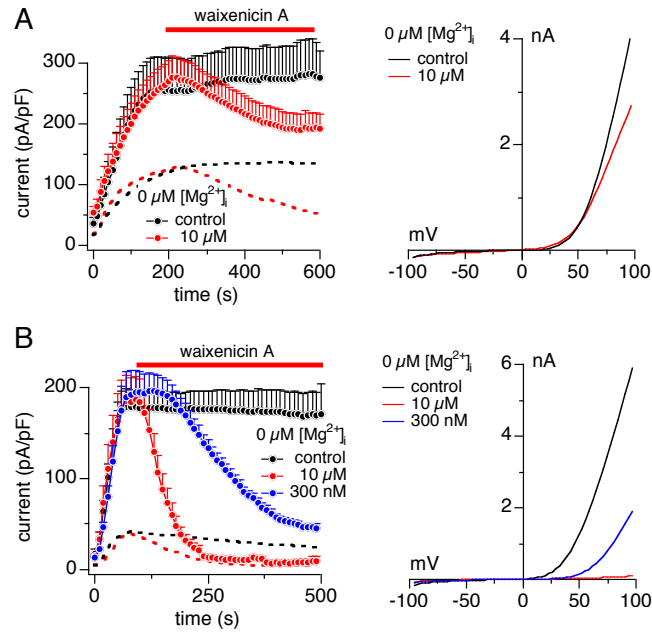 A
waixenicin A
300
200
100
0
current (pA/pF)
0 µM [Mg²⁺]ᵢ
control
10 µM
0
200
400
600
time (s)
0 µM [Mg²⁺]ᵢ
control
10 µM
nA
4
2
mV
-100
-50
0
50
100
B
waixenicin A
200
100
0
current (pA/pF)
0 µM [Mg²⁺]ᵢ
control
10 µM
300 nM
0
250
500
time (s)
0 µM [Mg²⁺]ᵢ
control
10 µM
300 nM
nA
6
4
2
mV
-100
-50
0
50
100